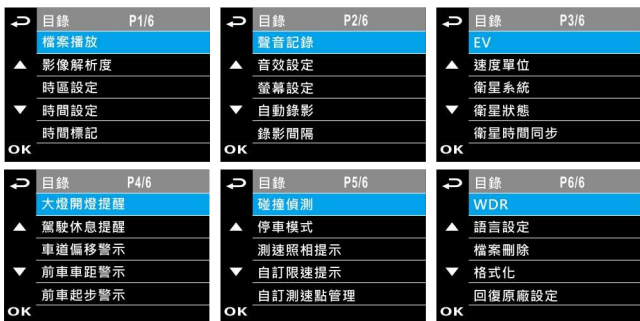 目錄 P1/6
檔案播放
影像解析度
時區設定
時間設定
時間標記
OK
目錄 P2/6
聲音記錄
音效設定
螢幕設定
自動錄影
錄影間隔
OK
目錄 P3/6
EV
速度單位
衛星系統
衛星狀態
衛星時間同步
OK
目錄 P4/6
大燈開燈提醒
駕駛休息提醒
車道偏移警示
前車車距警示
前車起步警示
OK
目錄 P5/6
碰撞偵測
停車模式
測速照相提示
自訂限速提示
自訂測速點管理
OK
目錄 P6/6
WDR
語言設定
檔案刪除
格式化
回復原廠設定
OK